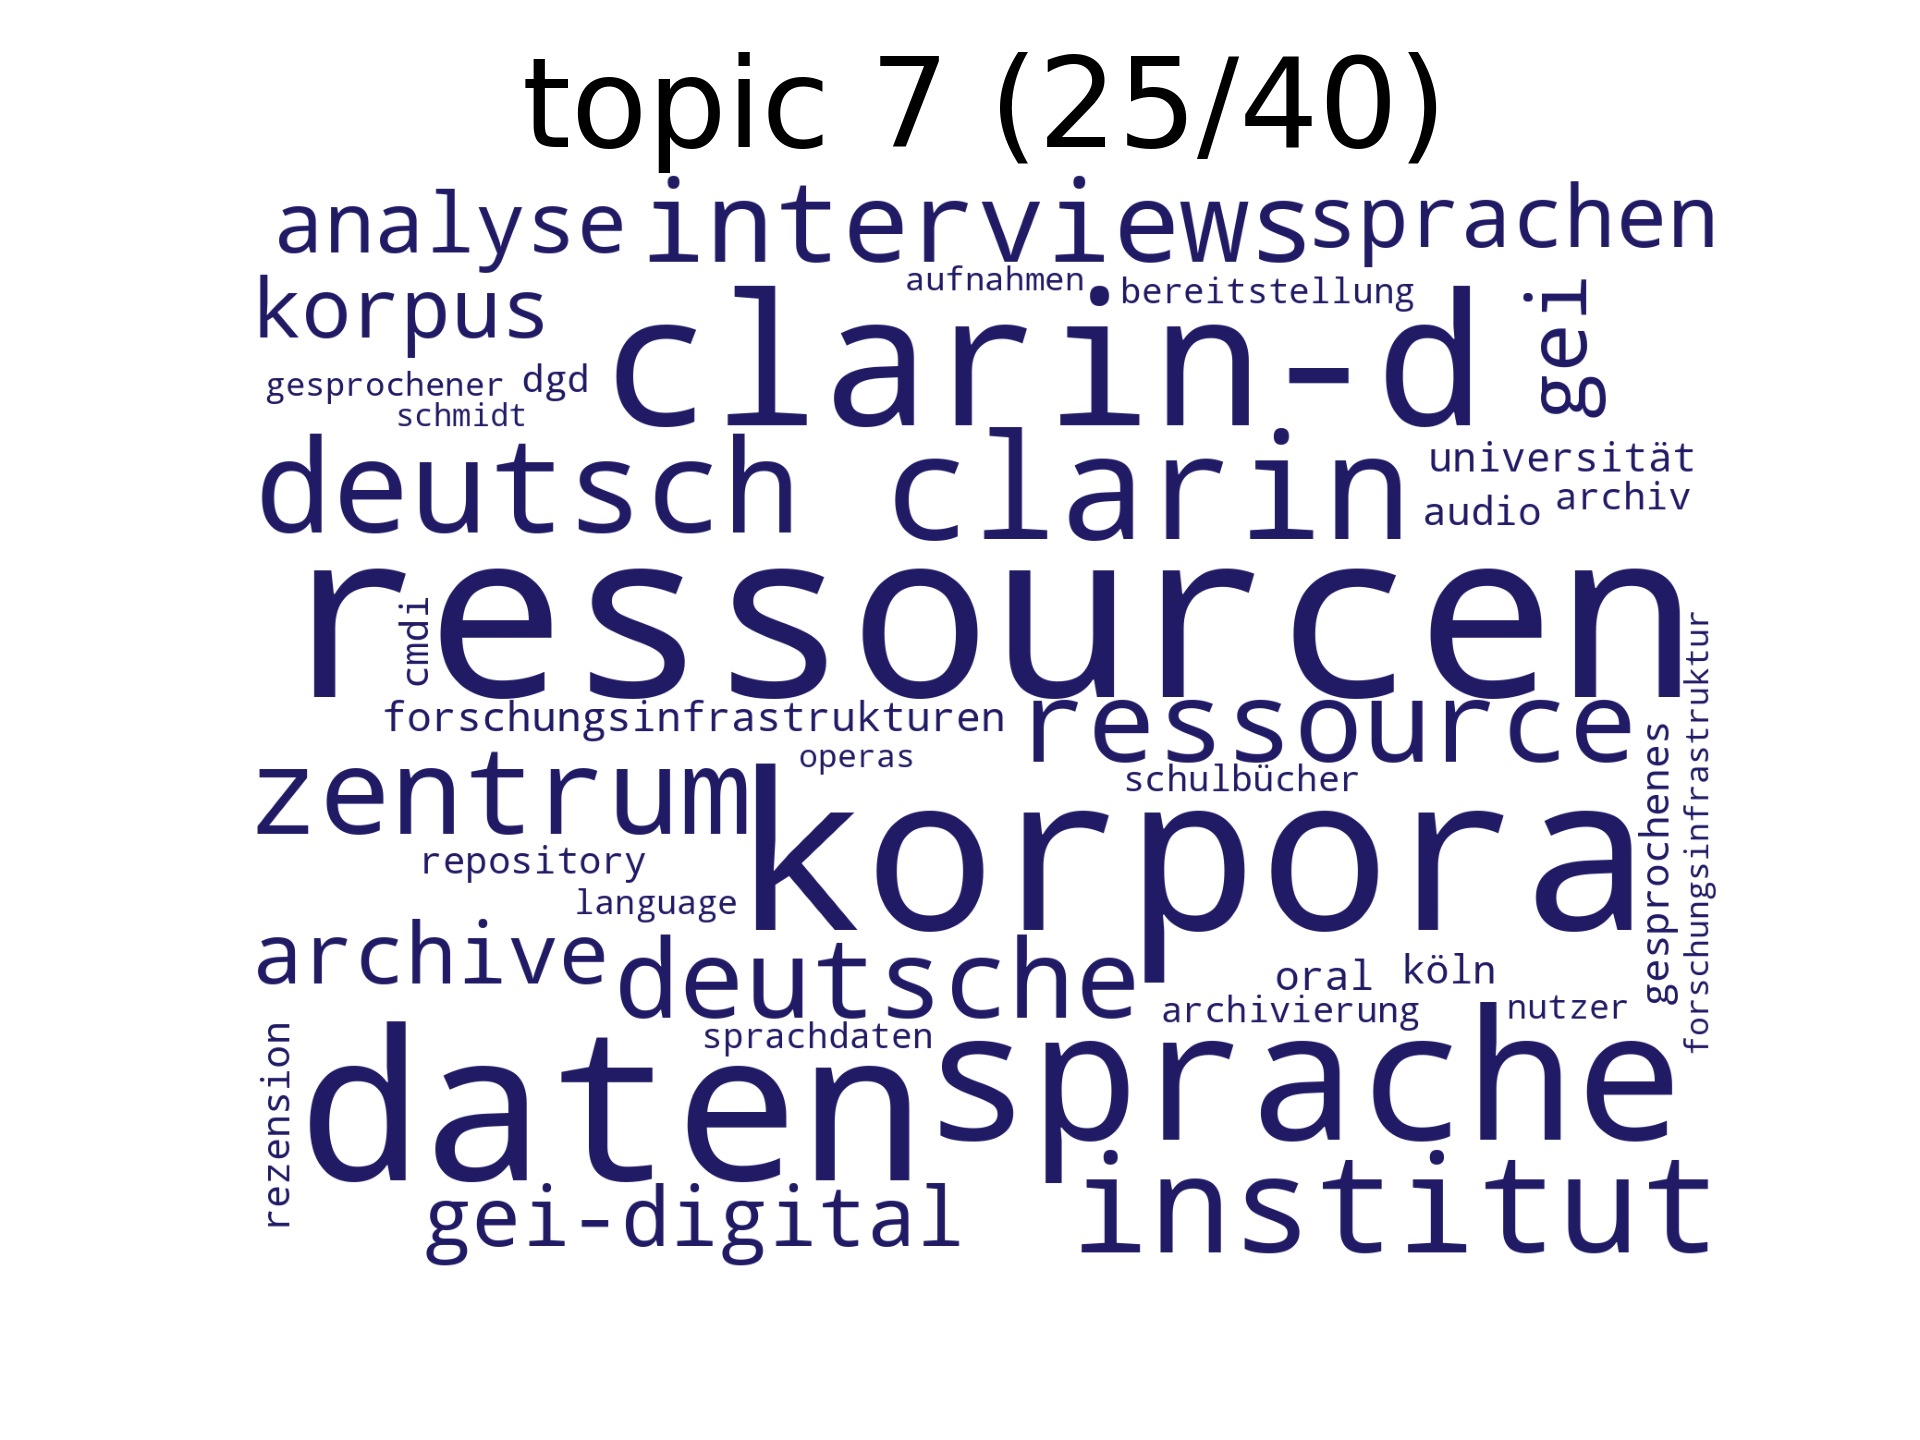 topic 7 (25/40)
analyse interviews sprachen
aufnahmen bereitstellung
korpus clarin-d gei
gesprochener dgd
schmidt
deutsch clarin universität
audio archiv
ressourcen
cmdi
forschungsinfrastrukturen ressource
operas
zentrum schulbücher
korpora
gesprochenes
forschungsinfrastruktur
repository
language
archive deutsche oral köln
archivierung nutzer
sprachdaten
rezension
daten sprache
gei-digital institut